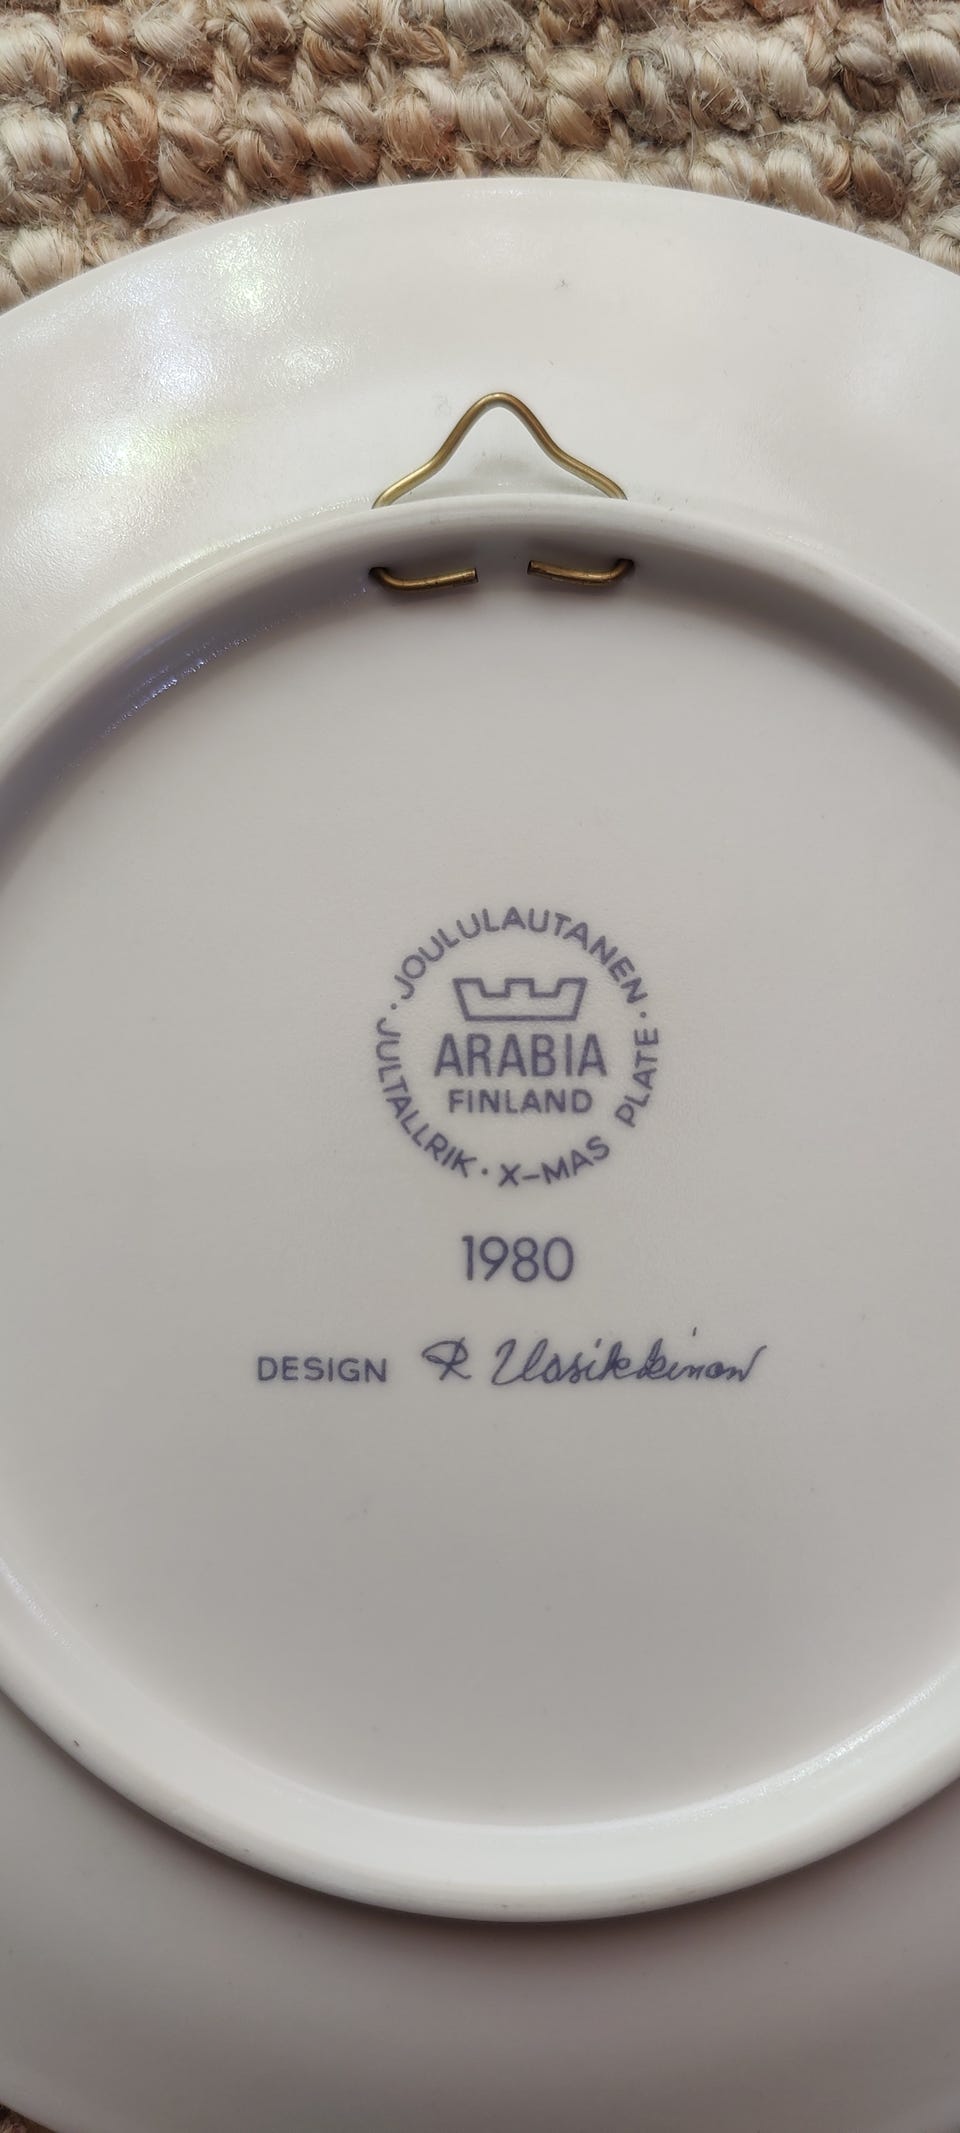 JOULULAUTANEN · X-MAS PLATE · JULTALLRIK ·
ARABIA
FINLAND
1980
DESIGN R Uosikkinen